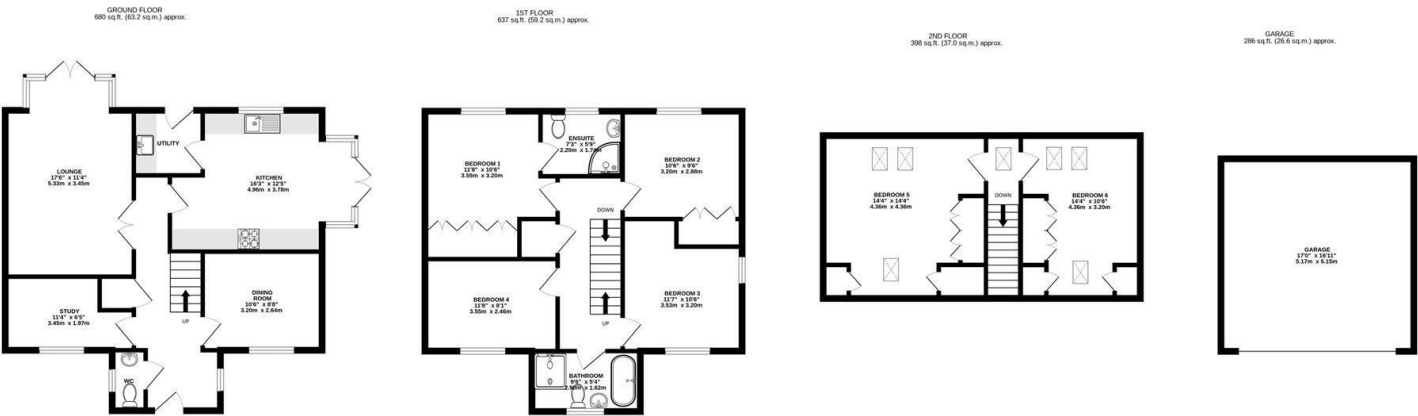 GROUND FLOOR
680 sq.ft. (63.2 sq.m.) approx.
UTILITY
LOUNGE
17'6" x 11'4"
5.33m x 3.45m
KITCHEN
16'3" x 12'5"
4.96m x 3.78m
STUDY
11'4" x 6'5"
3.45m x 1.97m
UP
DINING
ROOM
10'6" x 8'8"
3.20m x 2.64m
WC
1ST FLOOR
637 sq.ft. (59.2 sq.m.) approx.
BEDROOM 1
11'8" x 10'6"
3.55m x 3.20m
ENSUITE
7'3" x 5'9"
2.20m x 1.74m
BEDROOM 2
10'6" x 9'6"
3.20m x 2.88m
DOWN
BEDROOM 4
11'8" x 8'1"
3.55m x 2.46m
BEDROOM 3
11'7" x 10'6"
3.53m x 3.20m
UP
BATHROOM
9'8" x 5'4"
x 1.62m
2ND FLOOR
398 sq.ft. (37.0 sq.m.) approx.
BEDROOM 5
14'4" x 14'4"
4.36m x 4.36m
DOWN
BEDROOM 6
14'4" x 10'6"
4.36m x 3.20m
GARAGE
286 sq.ft. (26.6 sq.m.) approx.
GARAGE
17'0" x 16'11"
5.17m x 5.15m